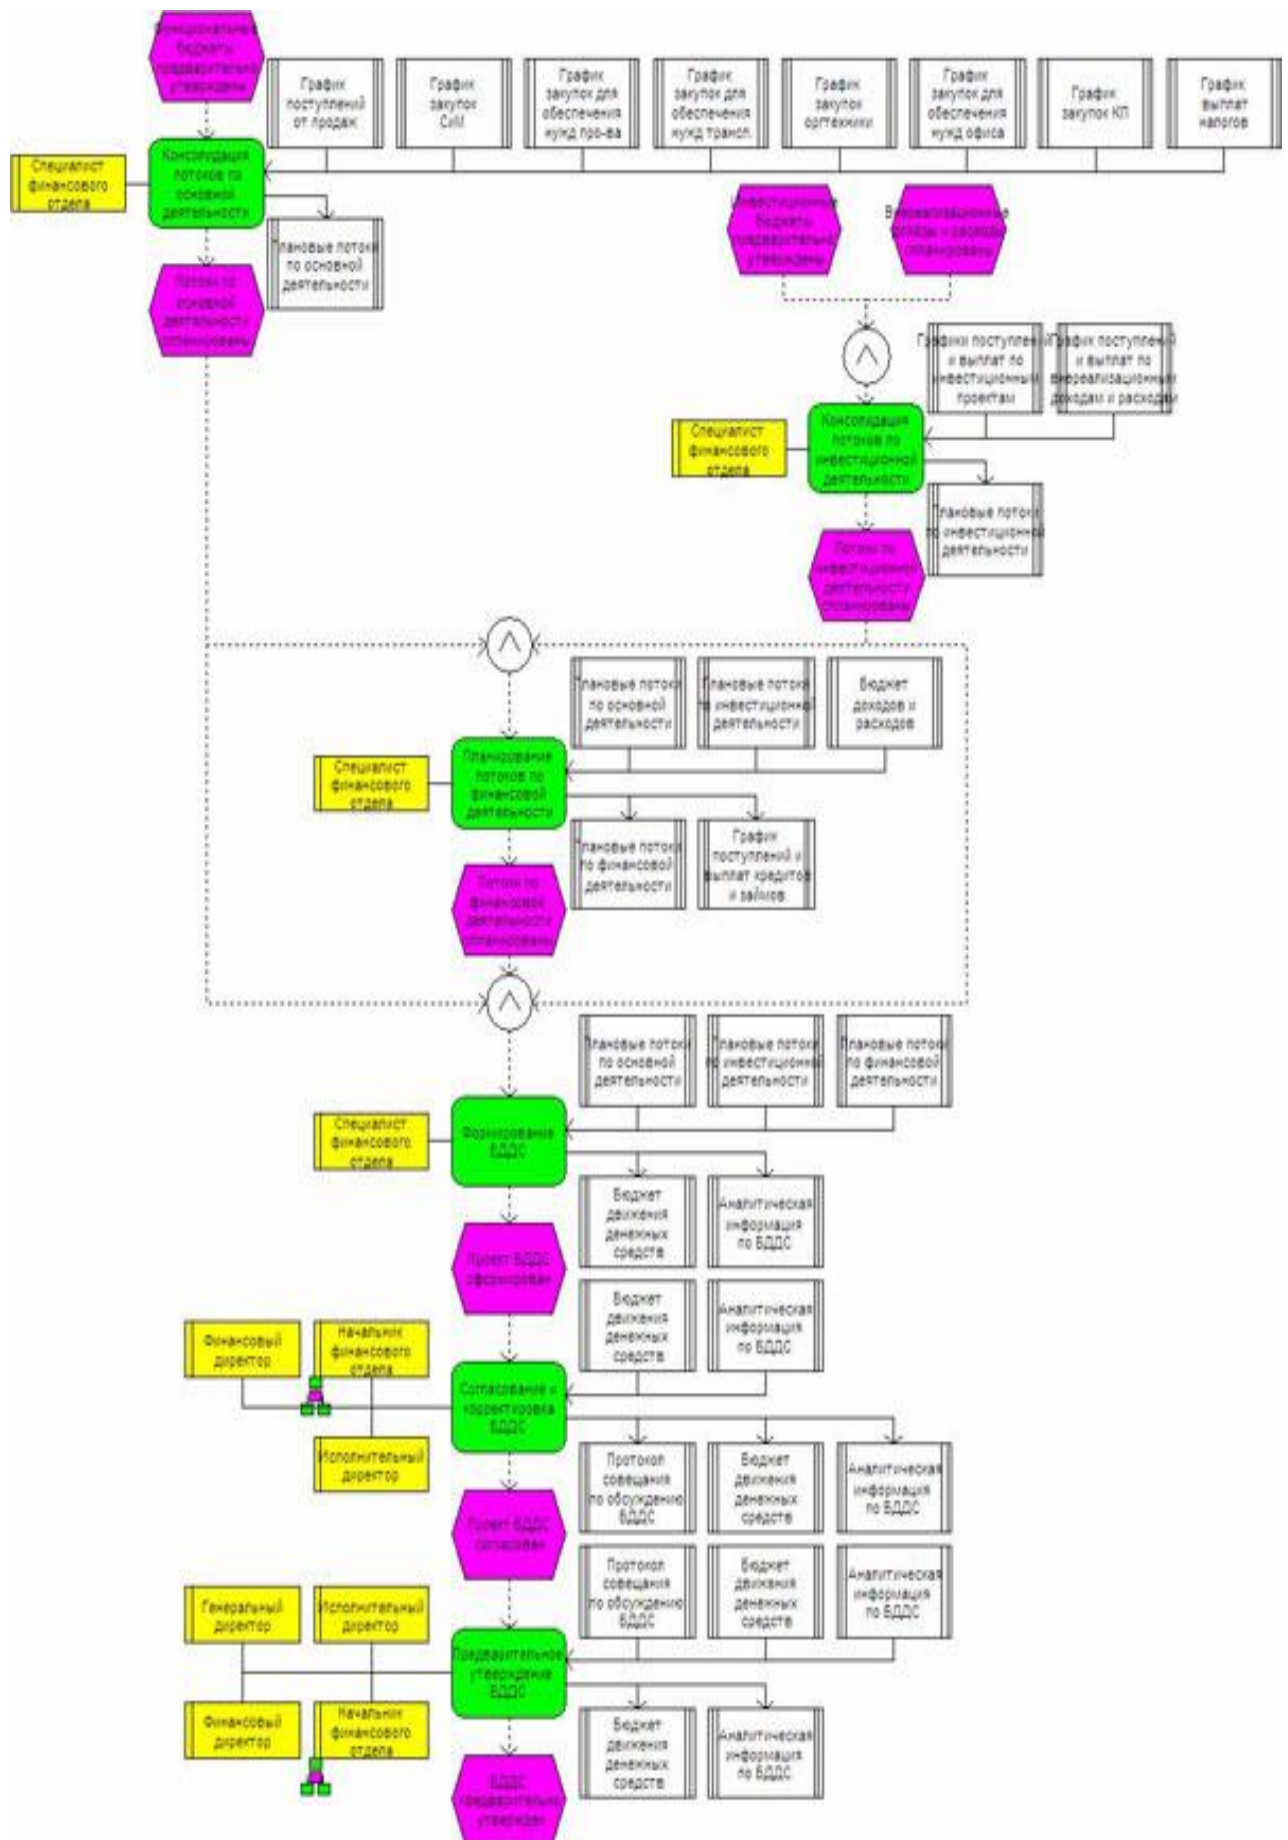 Функциональные
бюджеты
предварительно
утверждены
График
поступлений
от продаж
График
закупок
СиМ
График
закупок для
обеспечения
нужд про-ва
График
закупок для
обеспечения
нужд трансп.
График
закупок
оргтехники
График
закупок для
обеспечения
нужд офиса
График
закупок КП
График
выплат
налогов
Специалист
финансового
отдела
Консолидация
потоков по
основной
деятельности
Плановые потоки
по основной
деятельности
Потоки по
основной
деятельности
спланированы
Инвестиционные
бюджеты
предварительно
утверждены
Внереализационные
доходы и расходы
спланированы
Графики поступлений
и выплат по
инвестиционным
проектам
График поступлений
и выплат по
внереализационным
доходам и расходам
Специалист
финансового
отдела
Консолидация
потоков по
инвестиционной
деятельности
Плановые потоки
по инвестиционной
деятельности
Потоки по
инвестиционной
деятельности
спланированы
Плановые потоки
по основной
деятельности
Плановые потоки
по инвестиционной
деятельности
Бюджет
доходов и
расходов
Специалист
финансового
отдела
Планирование
потоков по
финансовой
деятельности
Плановые потоки
по финансовой
деятельности
График
поступлений и
выплат кредитов
и займов
Потоки по
финансовой
деятельности
спланированы
Плановые потоки
по основной
деятельности
Плановые потоки
по инвестиционной
деятельности
Плановые потоки
по финансовой
деятельности
Специалист
финансового
отдела
Формирование
БДДС
Бюджет
движения
денежных
средств
Аналитическая
информация
по БДДС
Проект БДДС
сформирован
Бюджет
движения
денежных
средств
Аналитическая
информация
по БДДС
Финансовый
директор
Начальник
финансового
отдела
Исполнительный
директор
Согласование и
корректировка
БДДС
Протокол
совещания
по обсуждению
БДДС
Бюджет
движения
денежных
средств
Аналитическая
информация
по БДДС
Проект БДДС
согласован
Протокол
совещания
по обсуждению
БДДС
Бюджет
движения
денежных
средств
Аналитическая
информация
по БДДС
Генеральный
директор
Исполнительный
директор
Финансовый
директор
Начальник
финансового
отдела
Предварительное
утверждение
БДДС
Бюджет
движения
денежных
средств
Аналитическая
информация
по БДДС
БДДС
предварительно
утвержден